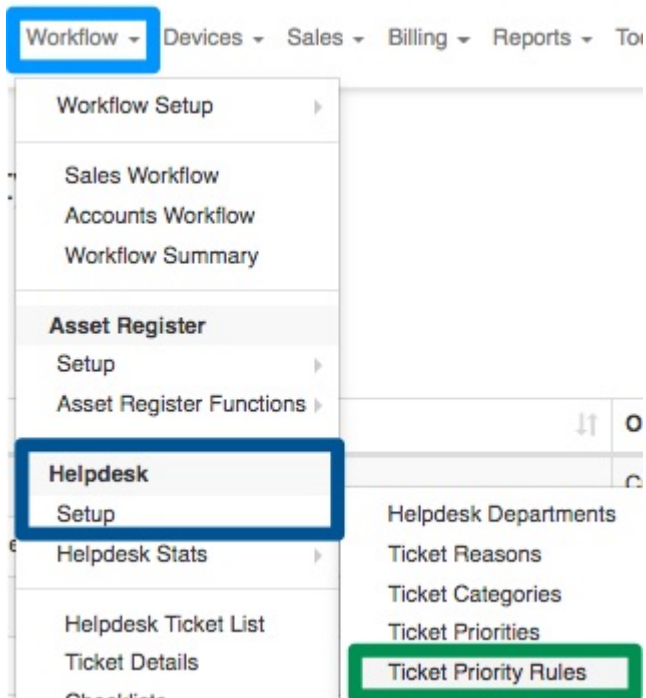 Workflow Devices Sales Billing Reports
Workflow Setup
Sales Workflow
Accounts Workflow
Workflow Summary
Asset Register
Setup
Asset Register Functions
Helpdesk
Setup
Helpdesk Stats
Helpdesk Ticket List
Ticket Details
Helpdesk Departments
Ticket Reasons
Ticket Categories
Ticket Priorities
Ticket Priority Rules